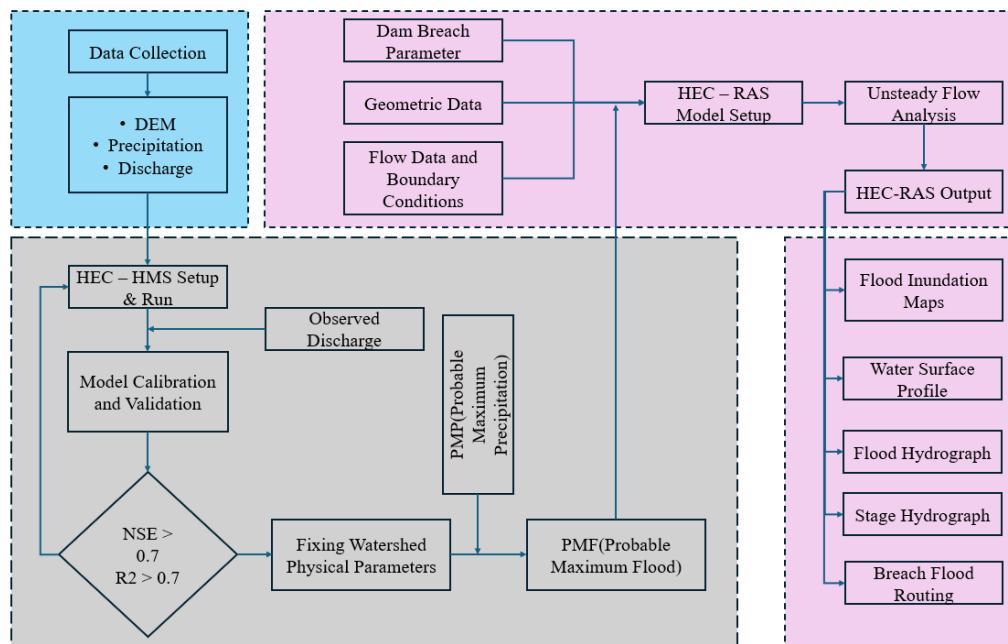 Data Collection
• DEM
• Precipitation
• Discharge
Dam Breach
Parameter
Geometric Data
Flow Data and
Boundary
Conditions
HEC – RAS
Model Setup
Unsteady Flow
Analysis
HEC-RAS Output
HEC – HMS Setup
& Run
Observed
Discharge
Model Calibration
and Validation
NSE >
0.7
R2 > 0.7
Fixing Watershed
Physical Parameters
PMP(Probable
Maximum
Precipitation)
PMF(Probable
Maximum Flood)
Flood Inundation
Maps
Water Surface
Profile
Flood Hydrograph
Stage Hydrograph
Breach Flood
Routing